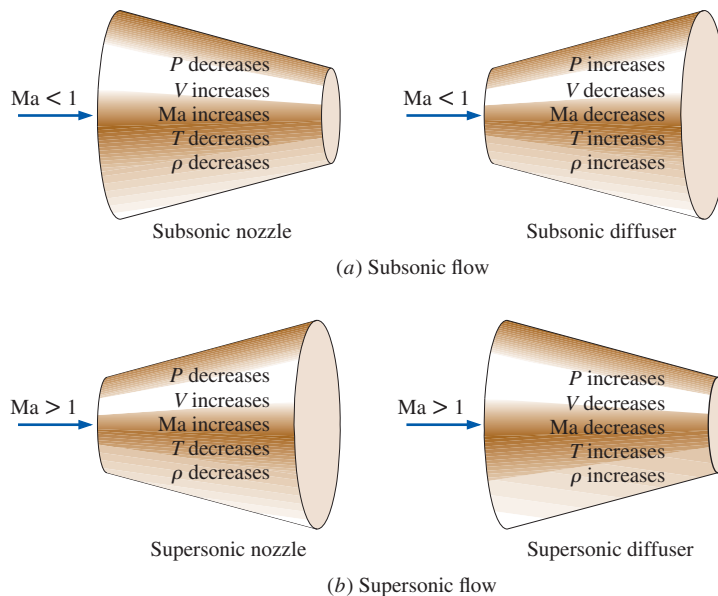 P decreases
V increases
Ma < 1
Ma increases
T decreases
ρ decreases
Subsonic nozzle
P increases
V decreases
Ma < 1
Ma decreases
T increases
ρ increases
Subsonic diffuser
(a) Subsonic flow
P decreases
V increases
Ma > 1
Ma increases
T decreases
ρ decreases
Supersonic nozzle
P increases
V decreases
Ma > 1
Ma decreases
T increases
ρ increases
Supersonic diffuser
(b) Supersonic flow